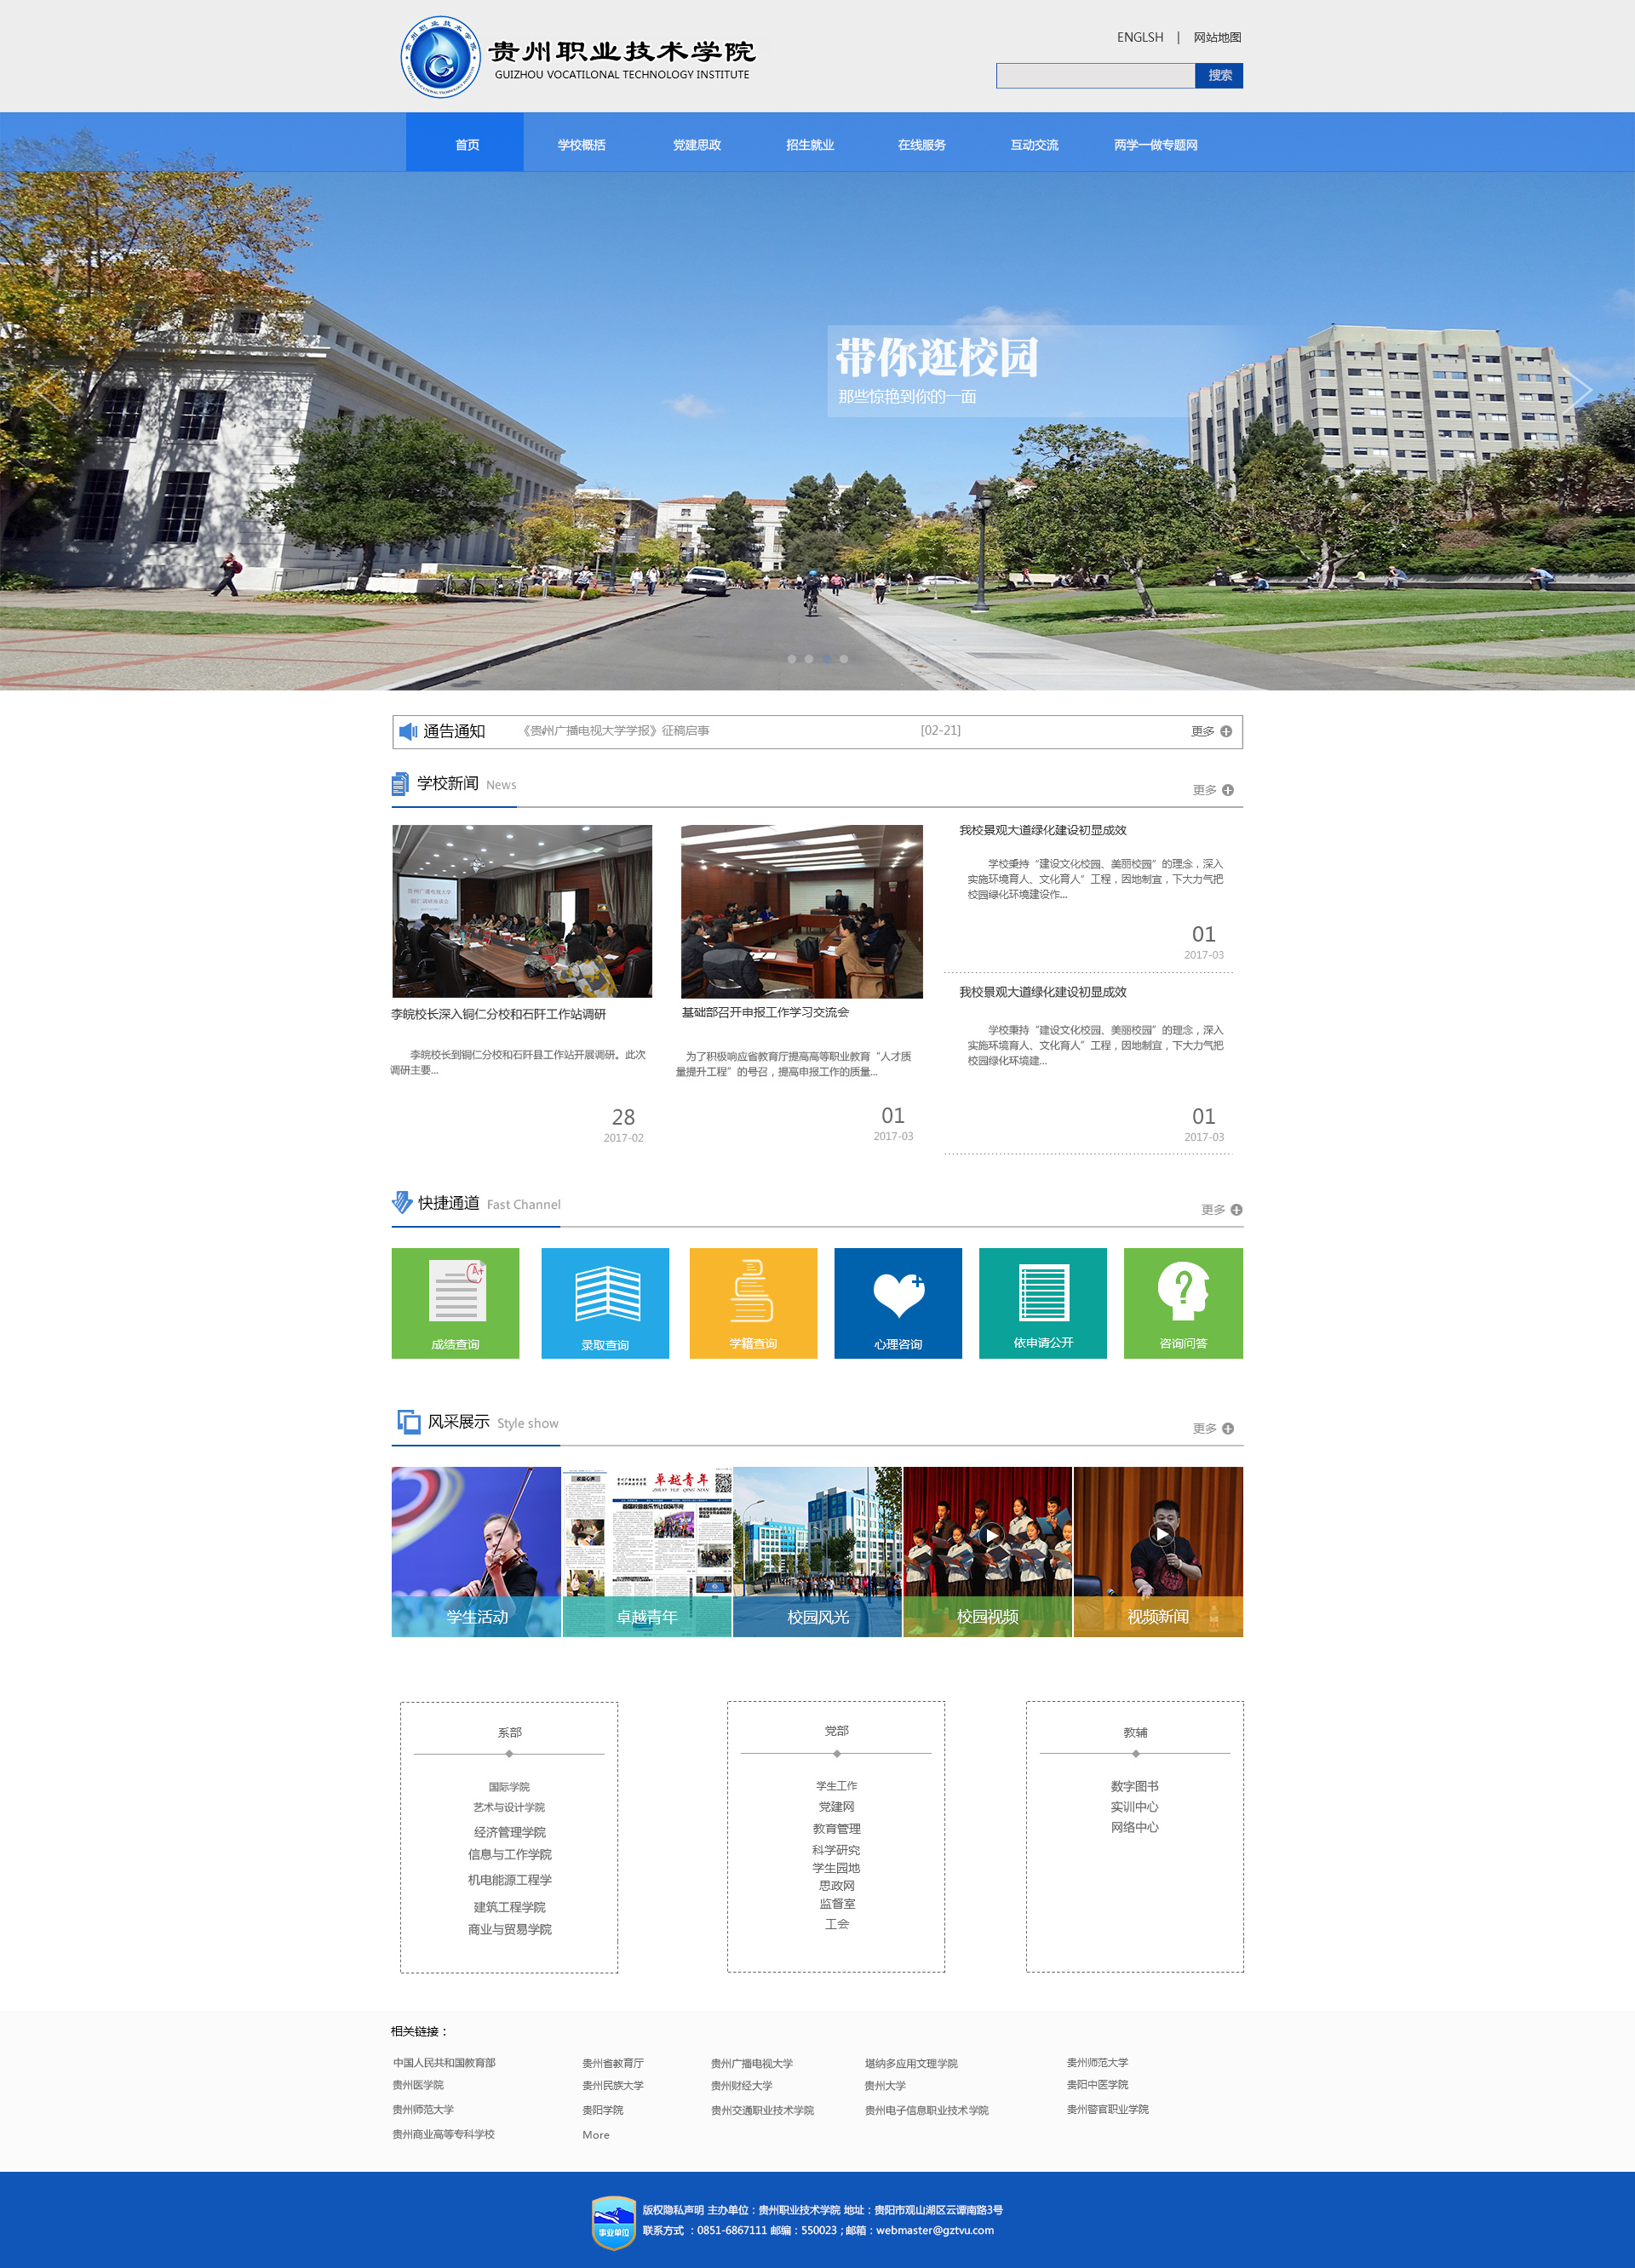 贵州职业技术学院
GUIZHOU VOCATILONAL TECHNOLOGY INSTITUTE
ENGLSH | 网站地图
搜索
首页 学校概括 党建思政 招生就业 在线服务 互动交流 两学一做专题网
带你逛校园
那些惊艳到你的一面
通告通知 《贵州广播电视大学学报》征稿启事 [02-21] 更多
学校新闻 News 更多
贵州广播电视大学
铜仁调研座谈会
李皖校长深入铜仁分校和石阡工作站调研
李皖校长到铜仁分校和石阡县工作站开展调研。此次
调研主要...
28
2017-02
基础部召开申报工作学习交流会
为了积极响应省教育厅提高高等职业教育“人才质
量提升工程”的号召，提高申报工作的质量...
01
2017-03
我校景观大道绿化建设初显成效
学校秉持“建设文化校园、美丽校园”的理念，深入
实施环境育人、文化育人”工程，因地制宜，下大力气把
校园绿化环境建设作...
01
2017-03
我校景观大道绿化建设初显成效
学校秉持“建设文化校园、美丽校园”的理念，深入
实施环境育人、文化育人”工程，因地制宜，下大力气把
校园绿化环境建...
01
2017-03
快捷通道 Fast Channel 更多
A+
成绩查询 录取查询 学籍查询 心理咨询 依申请公开 咨询问答
风采展示 Style show 更多
卓越青年
ZHUO YUE QING NIAN
学生活动 卓越青年 校园风光 校园视频 视频新闻
系部
国际学院
艺术与设计学院
经济管理学院
信息与工作学院
机电能源工程学
建筑工程学院
商业与贸易学院
党部
学生工作
党建网
教育管理
科学研究
学生园地
思政网
监督室
工会
教辅
数字图书
实训中心
网络中心
相关链接：
中国人民共和国教育部 贵州省教育厅 贵州广播电视大学 堪纳多应用文理学院 贵州师范大学
贵州医学院 贵州民族大学 贵州财经大学 贵州大学 贵阳中医学院
贵州师范大学 贵阳学院 贵州交通职业技术学院 贵州电子信息职业技术学院 贵州警官职业学院
贵州商业高等专科学校 More
事业单位
版权隐私声明 主办单位：贵州职业技术学院 地址：贵阳市观山湖区云潭南路3号
联系方式 ：0851-6867111 邮编：550023；邮箱：webmaster@gztvu.com